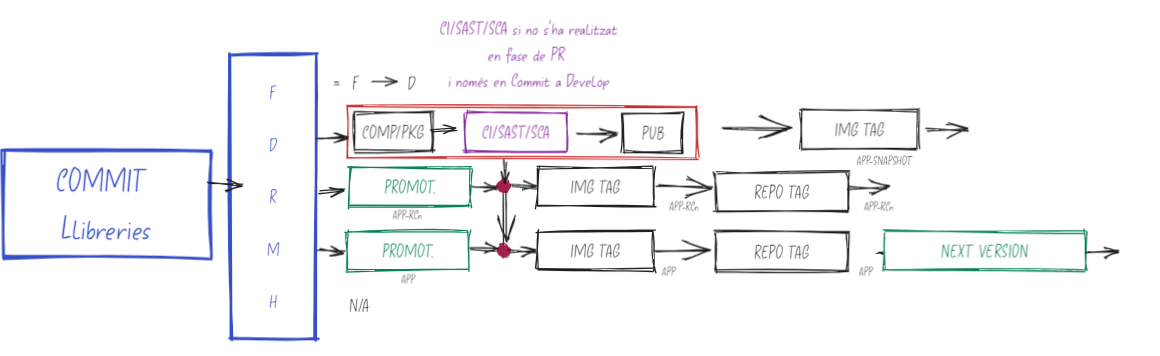 CI/SAST/SCA si no s'ha realitzat
en fase de PR
i només en Commit a Develop
= F → D
COMMIT
Llibreries
F
D
R
M
H
COMP/PKG
CI/SAST/SCA
PUB
IMG TAG
APP-SNAPSHOT
PROMOT.
APP-RCn
IMG TAG
APP-RCn
REPO TAG
APP-RCn
PROMOT.
APP
IMG TAG
APP
REPO TAG
APP
NEXT VERSION
N/A